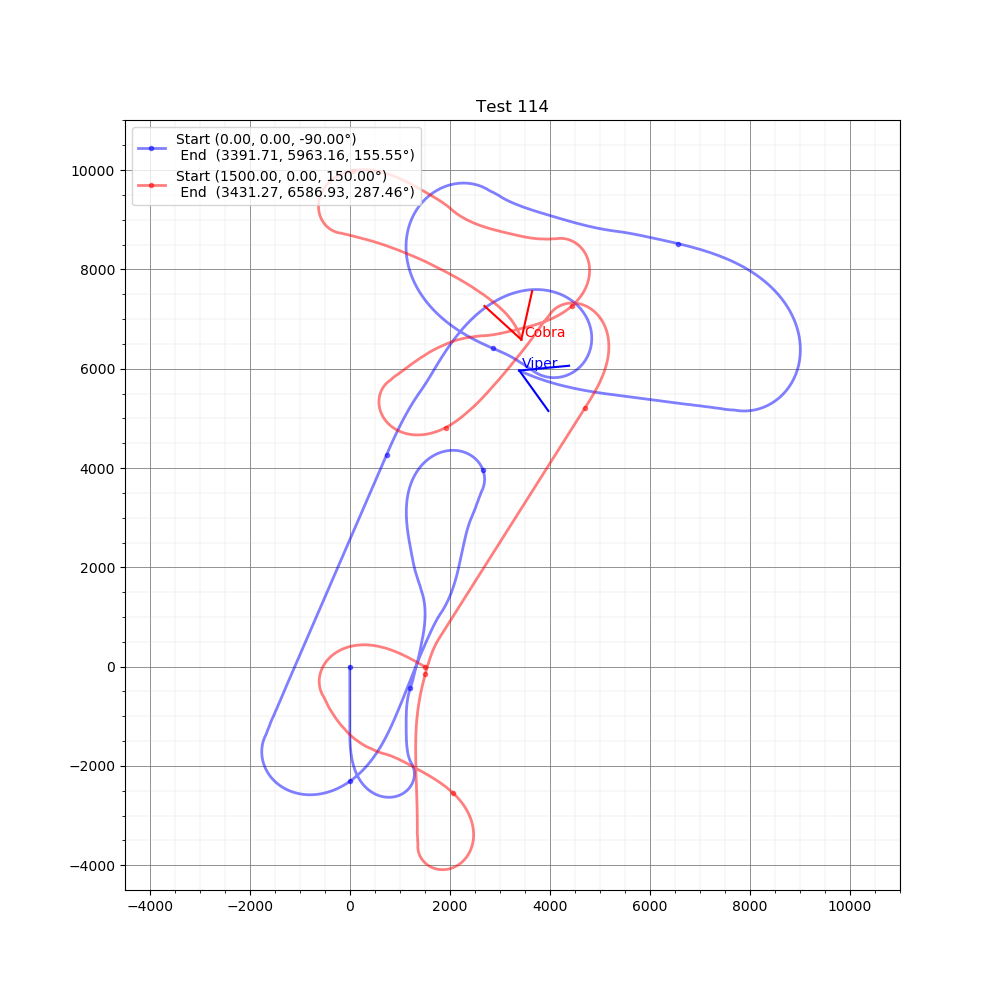 Test 114
Start (0.00, 0.00, -90.00°)
End (3391.71, 5963.16, 155.55°)
Start (1500.00, 0.00, 150.00°)
End (3431.27, 6586.93, 287.46°)
10000
8000
6000
4000
2000
0
−2000
−4000
Cobra
Viper
−4000 −2000 0 2000 4000 6000 8000 10000